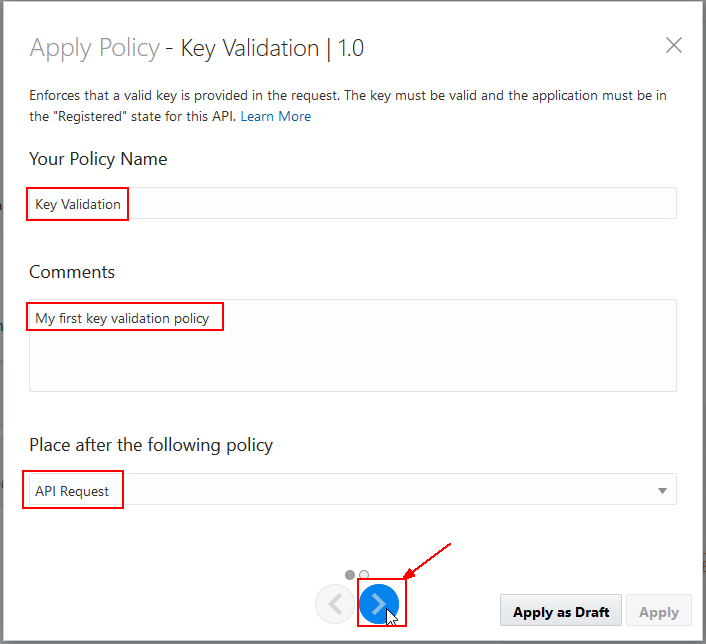 Apply Policy - Key Validation | 1.0
Enforces that a valid key is provided in the request. The key must be valid and the application must be in
the "Registered" state for this API. Learn More
Your Policy Name
Key Validation
Comments
My first key validation policy
Place after the following policy
API Request
Apply as Draft
Apply